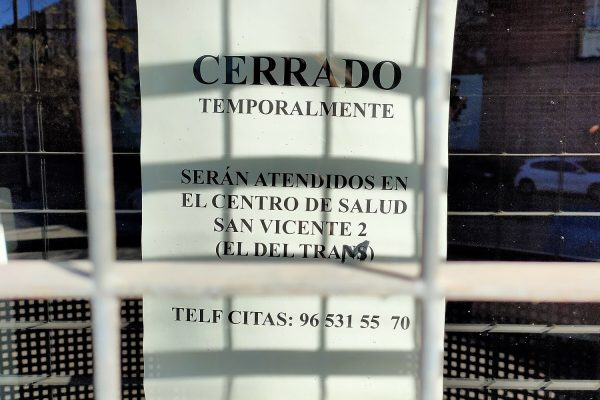 CERRADO
TEMPORALMENTE
SERÁN ATENDIDOS EN
EL CENTRO DE SALUD
SAN VICENTE 2
(EL DEL TRAM)
TELF CITAS: 96 531 55 70